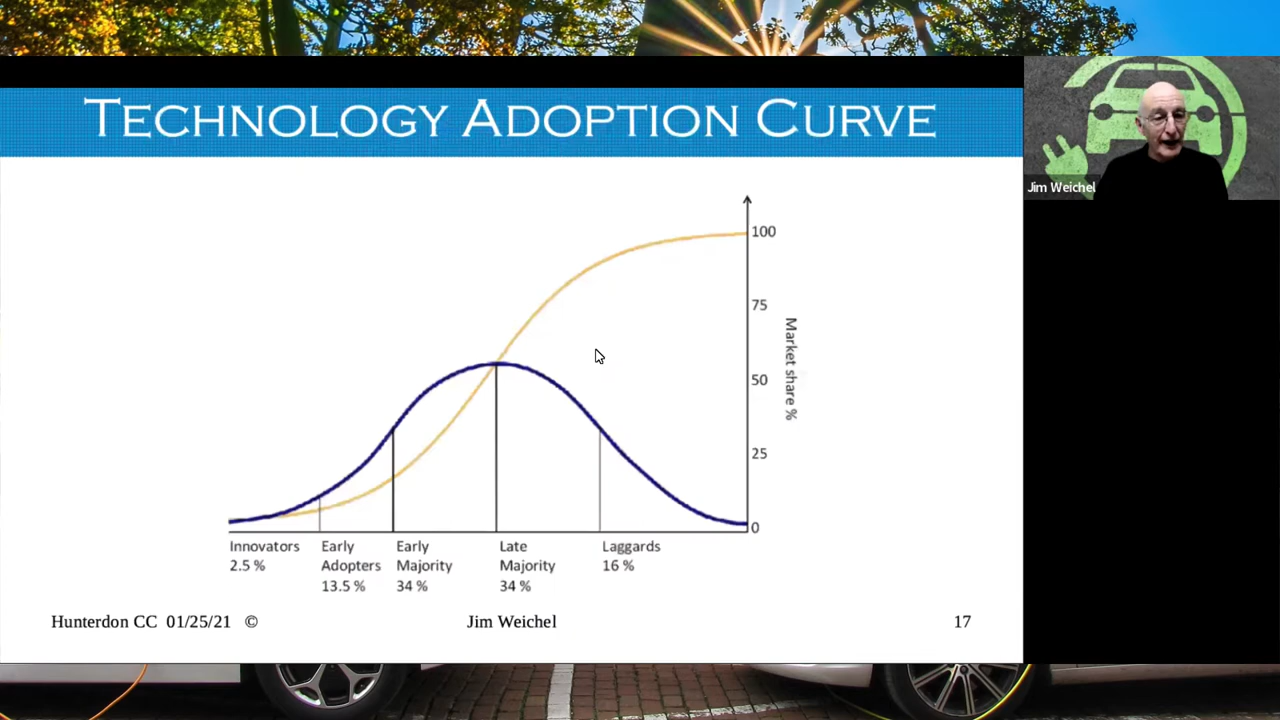 TECHNOLOGY ADOPTION CURVE
Jim Weichel
100
75
50
25
0
Market share %
Innovators
2.5 %
Early
Adopters
13.5 %
Early
Majority
34 %
Late
Majority
34 %
Laggards
16 %
Hunterdon CC 01/25/21 ©
Jim Weichel
17